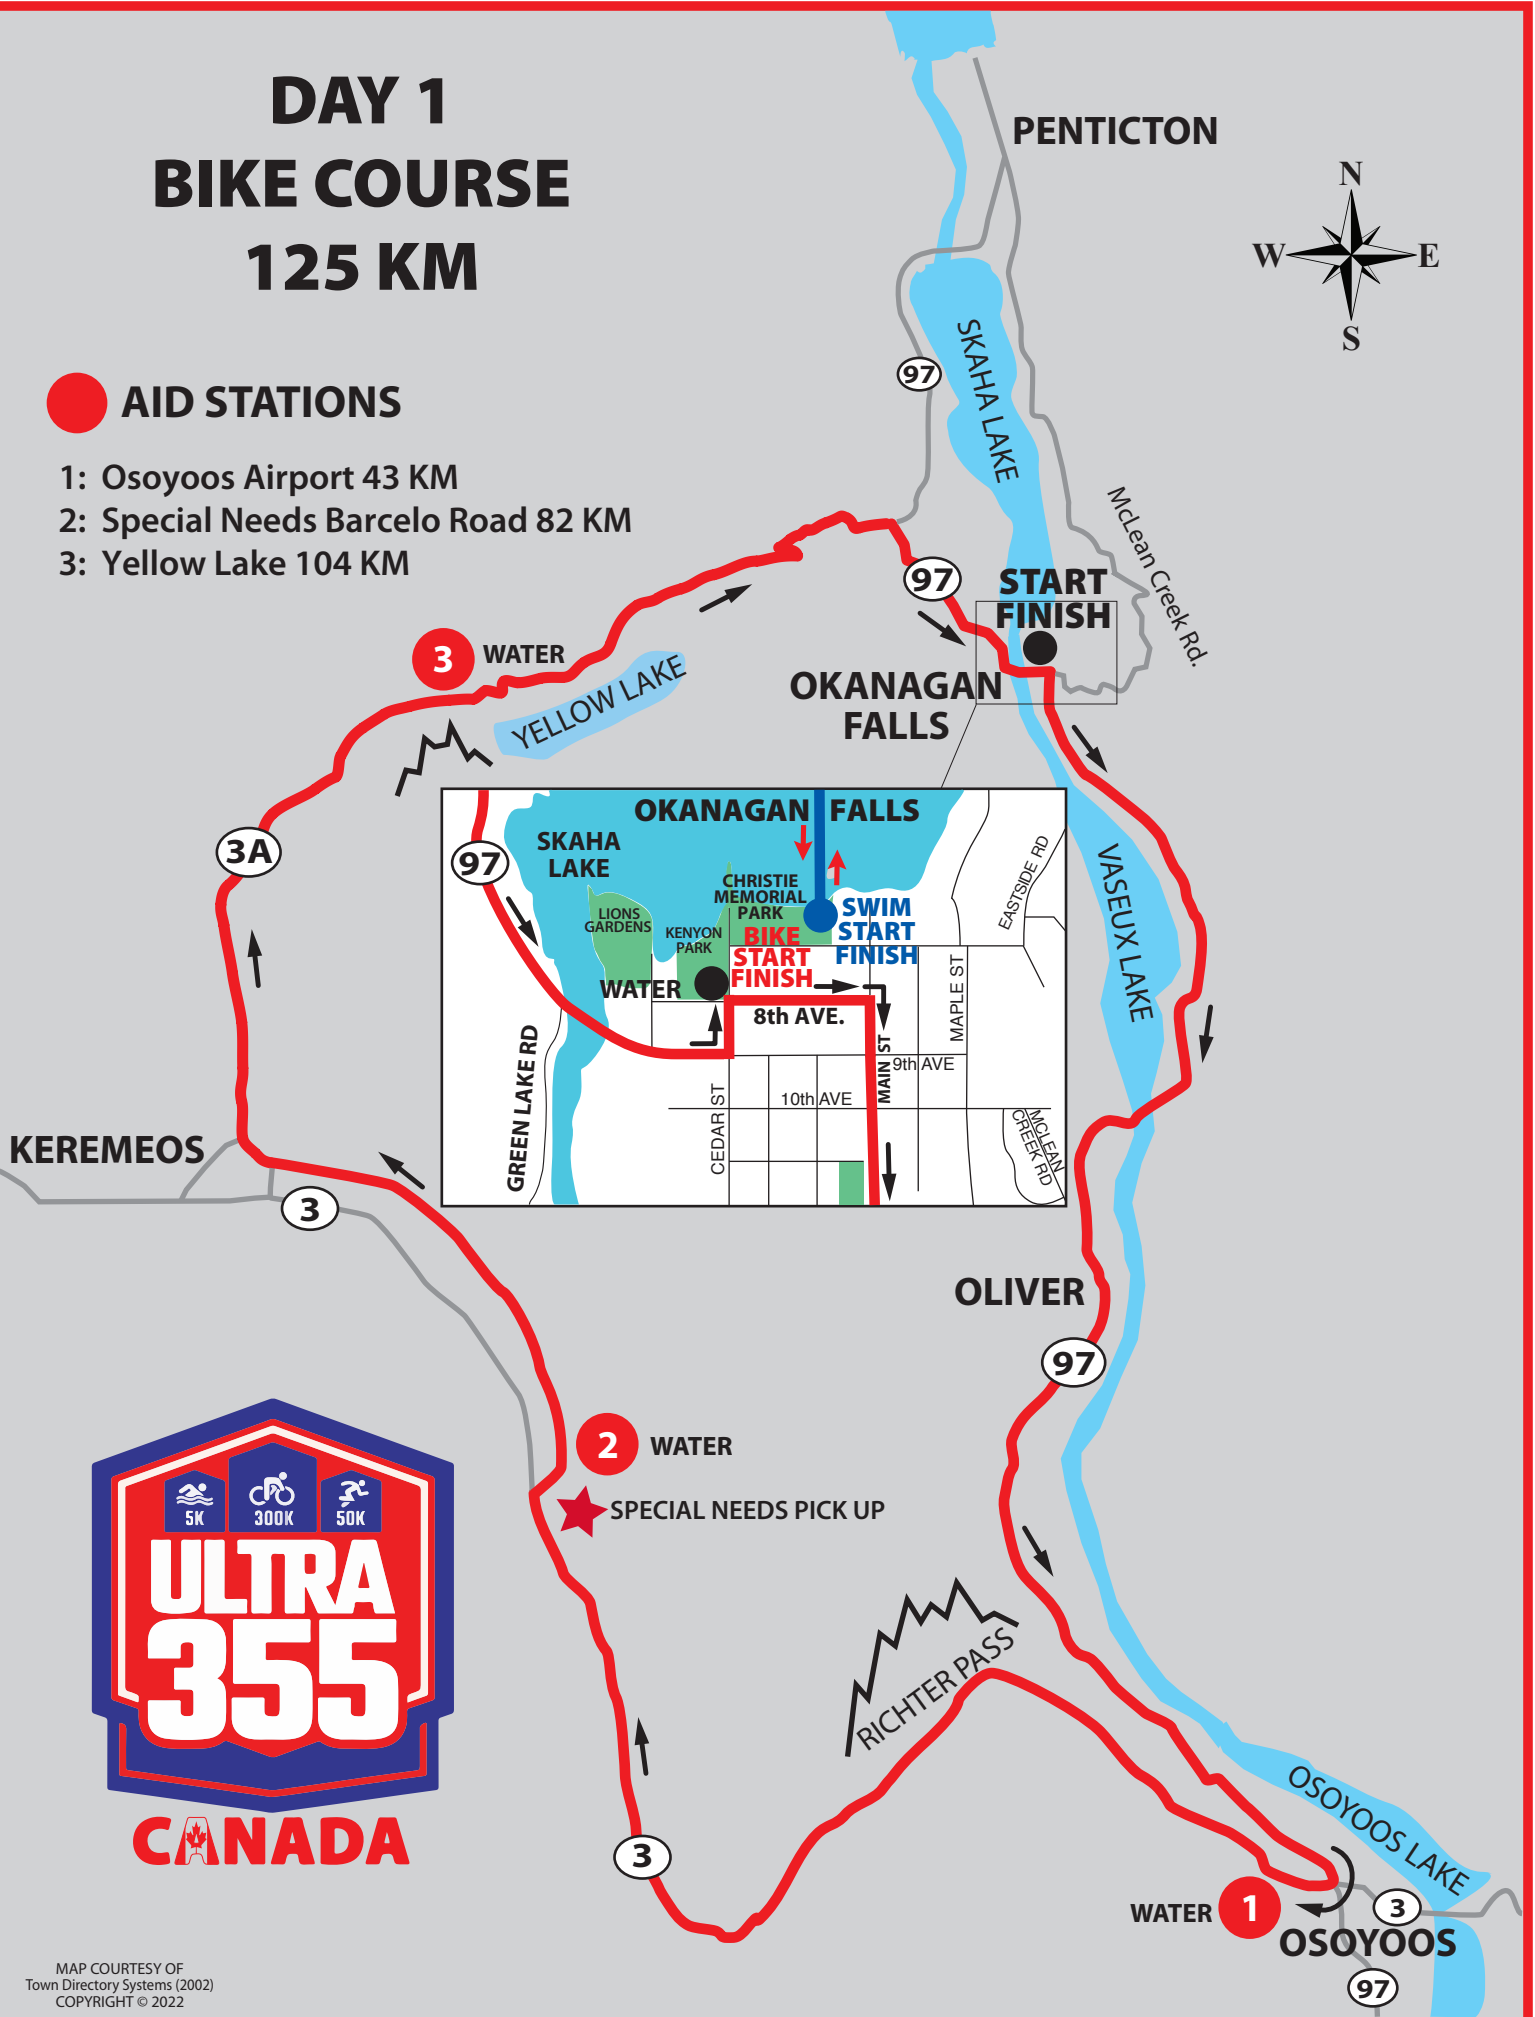 DAY 1
BIKE COURSE
125 KM
AID STATIONS
1: Osoyoos Airport 43 KM
2: Special Needs Barcelo Road 82 KM
3: Yellow Lake 104 KM
PENTICTON
N
W
E
S
SKAHA LAKE
97
McLean Creek Rd.
97
START
FINISH
OKANAGAN
FALLS
3
WATER
YELLOW LAKE
3A
OKANAGAN FALLS
SKAHA
LAKE
97
CHRISTIE
MEMORIAL
PARK
LIONS
GARDENS
KENYON
PARK
BIKE
START
FINISH
SWIM
START
FINISH
WATER
8th AVE.
EASTSIDE RD
MAPLE ST
MAIN ST
9th AVE
10th AVE
CEDAR ST
GREEN LAKE RD
MCLEAN
CREEK RD
VASEUX LAKE
KEREMEOS
3
OLIVER
97
2
WATER
SPECIAL NEEDS PICK UP
5K
300K
50K
ULTRA
355
CANADA
RICHTER PASS
3
OSOYOOS LAKE
WATER
1
3
OSOYOOS
97
MAP COURTESY OF
Town Directory Systems (2002)
COPYRIGHT © 2022